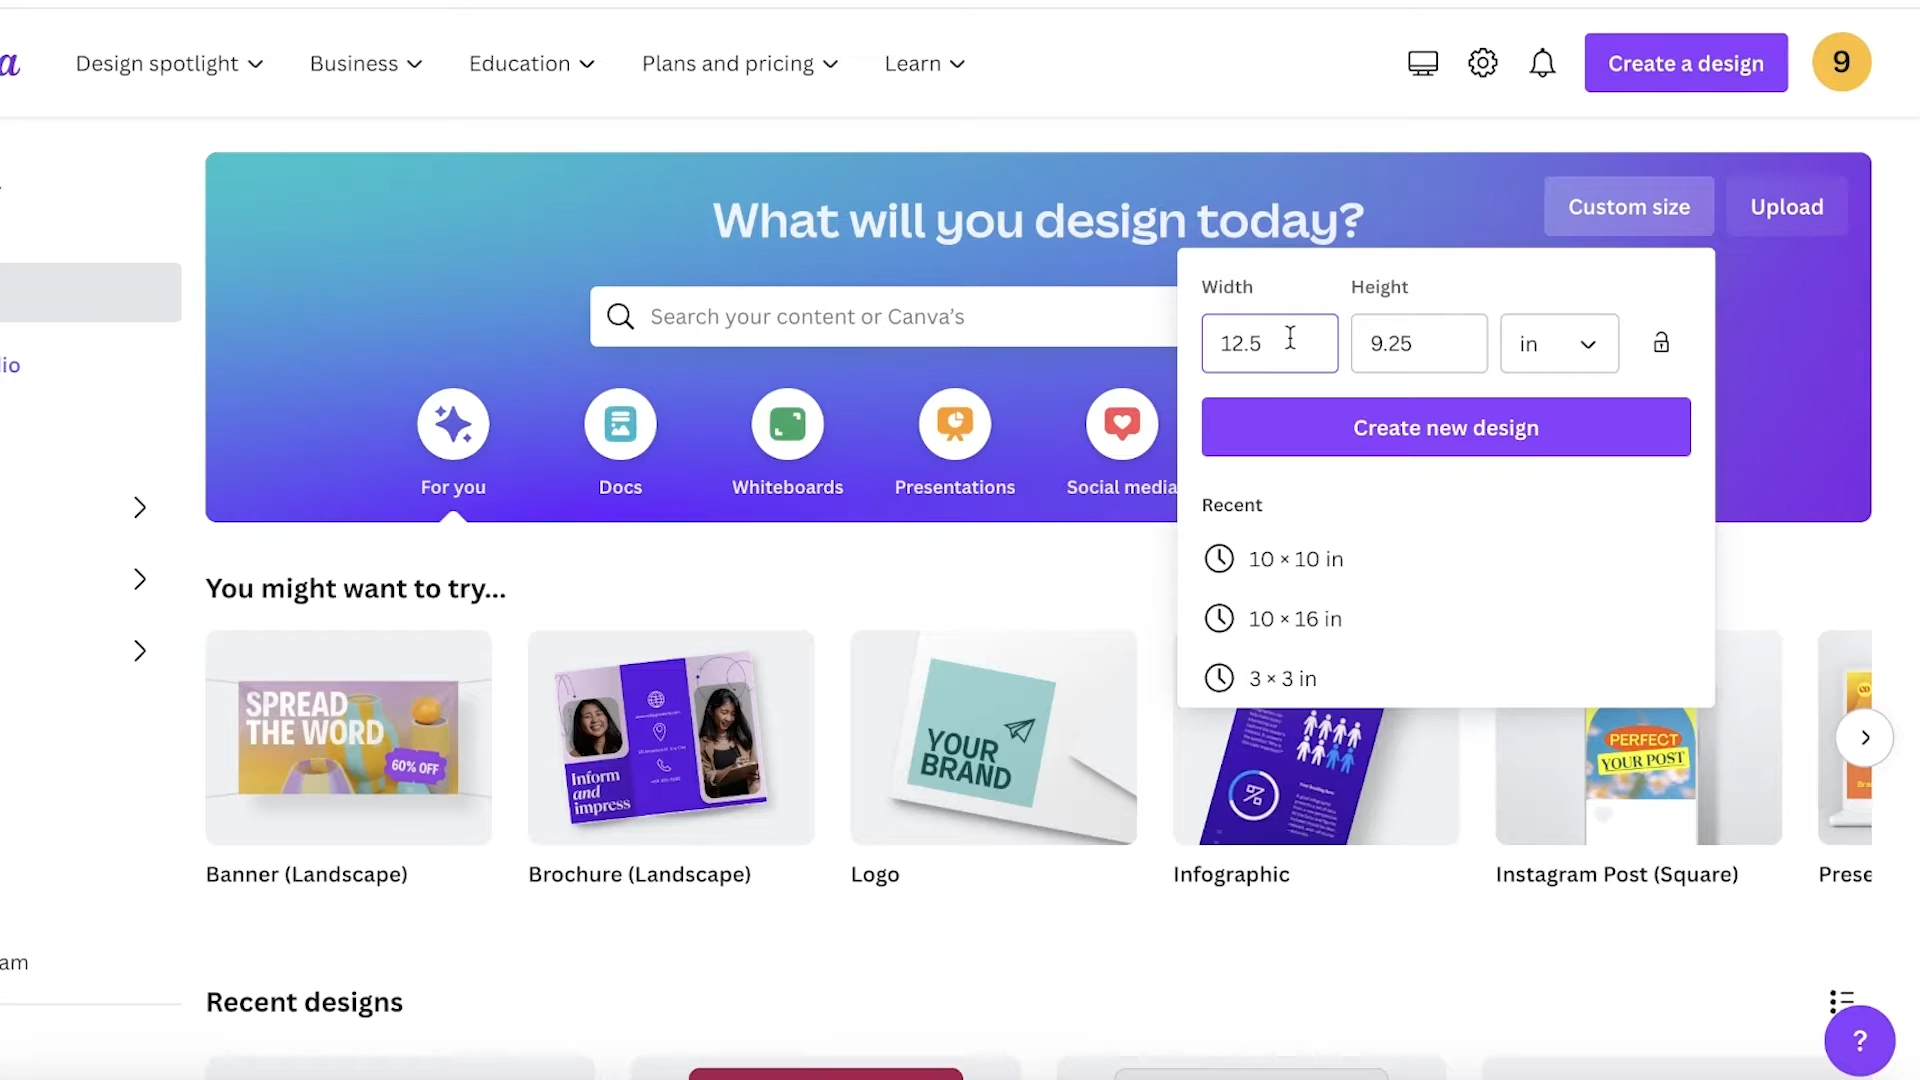 a
Design spotlight
Business
Education
Plans and pricing
Learn
Create a design
9
What will you design today?
Custom size
Upload
Search your content or Canva’s
Width
Height
12.5
9.25
in
Create new design
Recent
10 × 10 in
10 × 16 in
3 × 3 in
For you
Docs
Whiteboards
Presentations
Social media
io
You might want to try...
SPREAD
THE WORD
60% OFF
Inform
and
impress
YOUR
BRAND
%
PERFECT
YOUR POST
Banner (Landscape)
Brochure (Landscape)
Logo
Infographic
Instagram Post (Square)
Prese
am
Recent designs
?